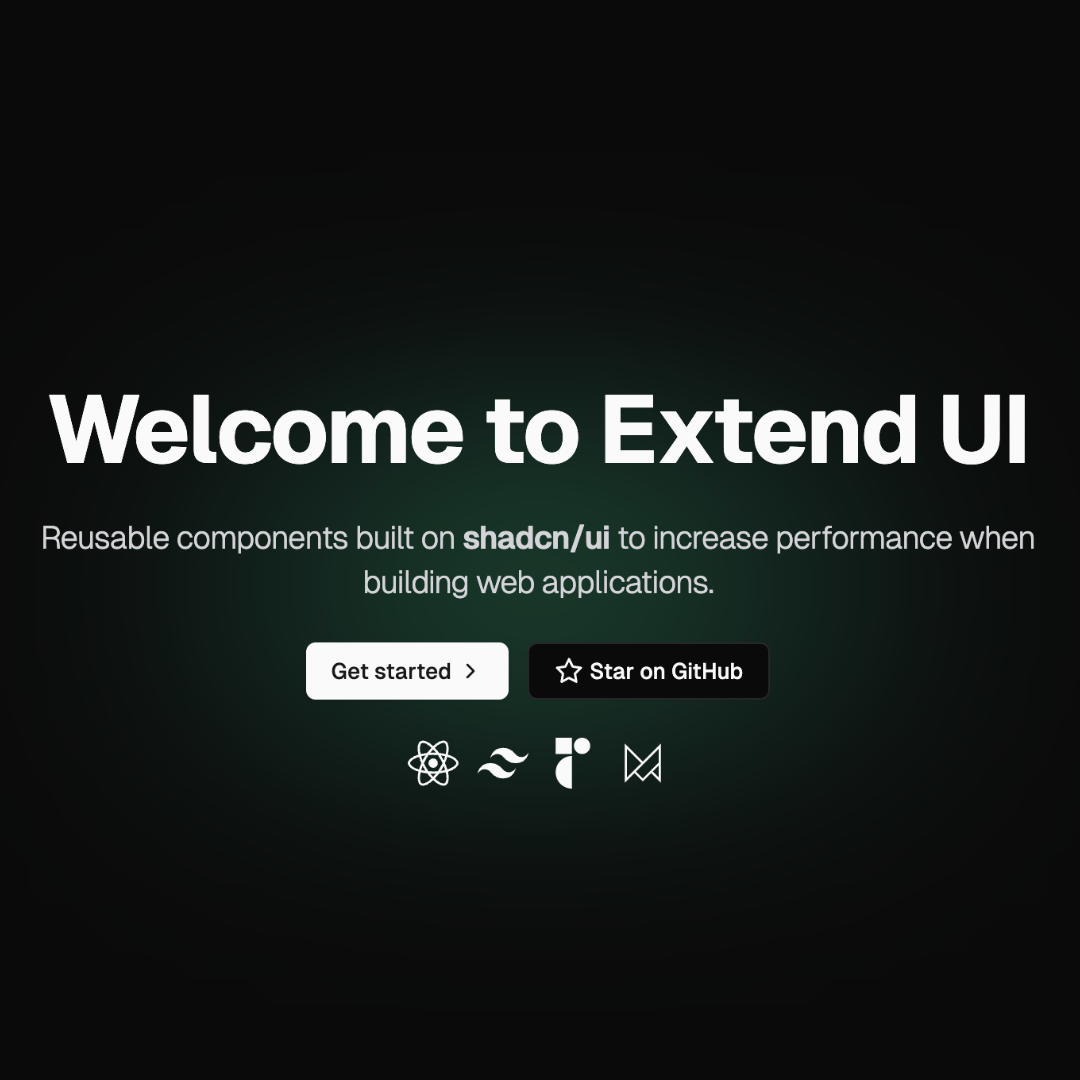 Welcome to Extend UI
Reusable components built on shadcn/ui to increase performance when
building web applications.
Get started
Star on GitHub